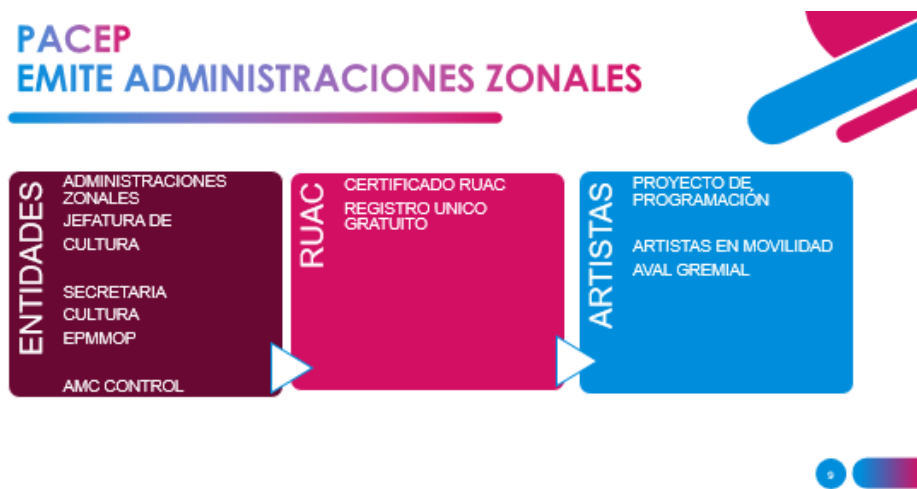 PACEP
EMITE ADMINISTRACIONES ZONALES
ENTIDADES
ADMINISTRACIONES
ZONALES
JEFATURA DE
CULTURA
SECRETARIA
CULTURA
EPMMOP
AMC CONTROL
RUAC
CERTIFICADO RUAC
REGISTRO UNICO
GRATUITO
ARTISTAS
PROYECTO DE
PROGRAMACIÓN
ARTISTAS EN MOVILIDAD
AVAL GREMIAL
9